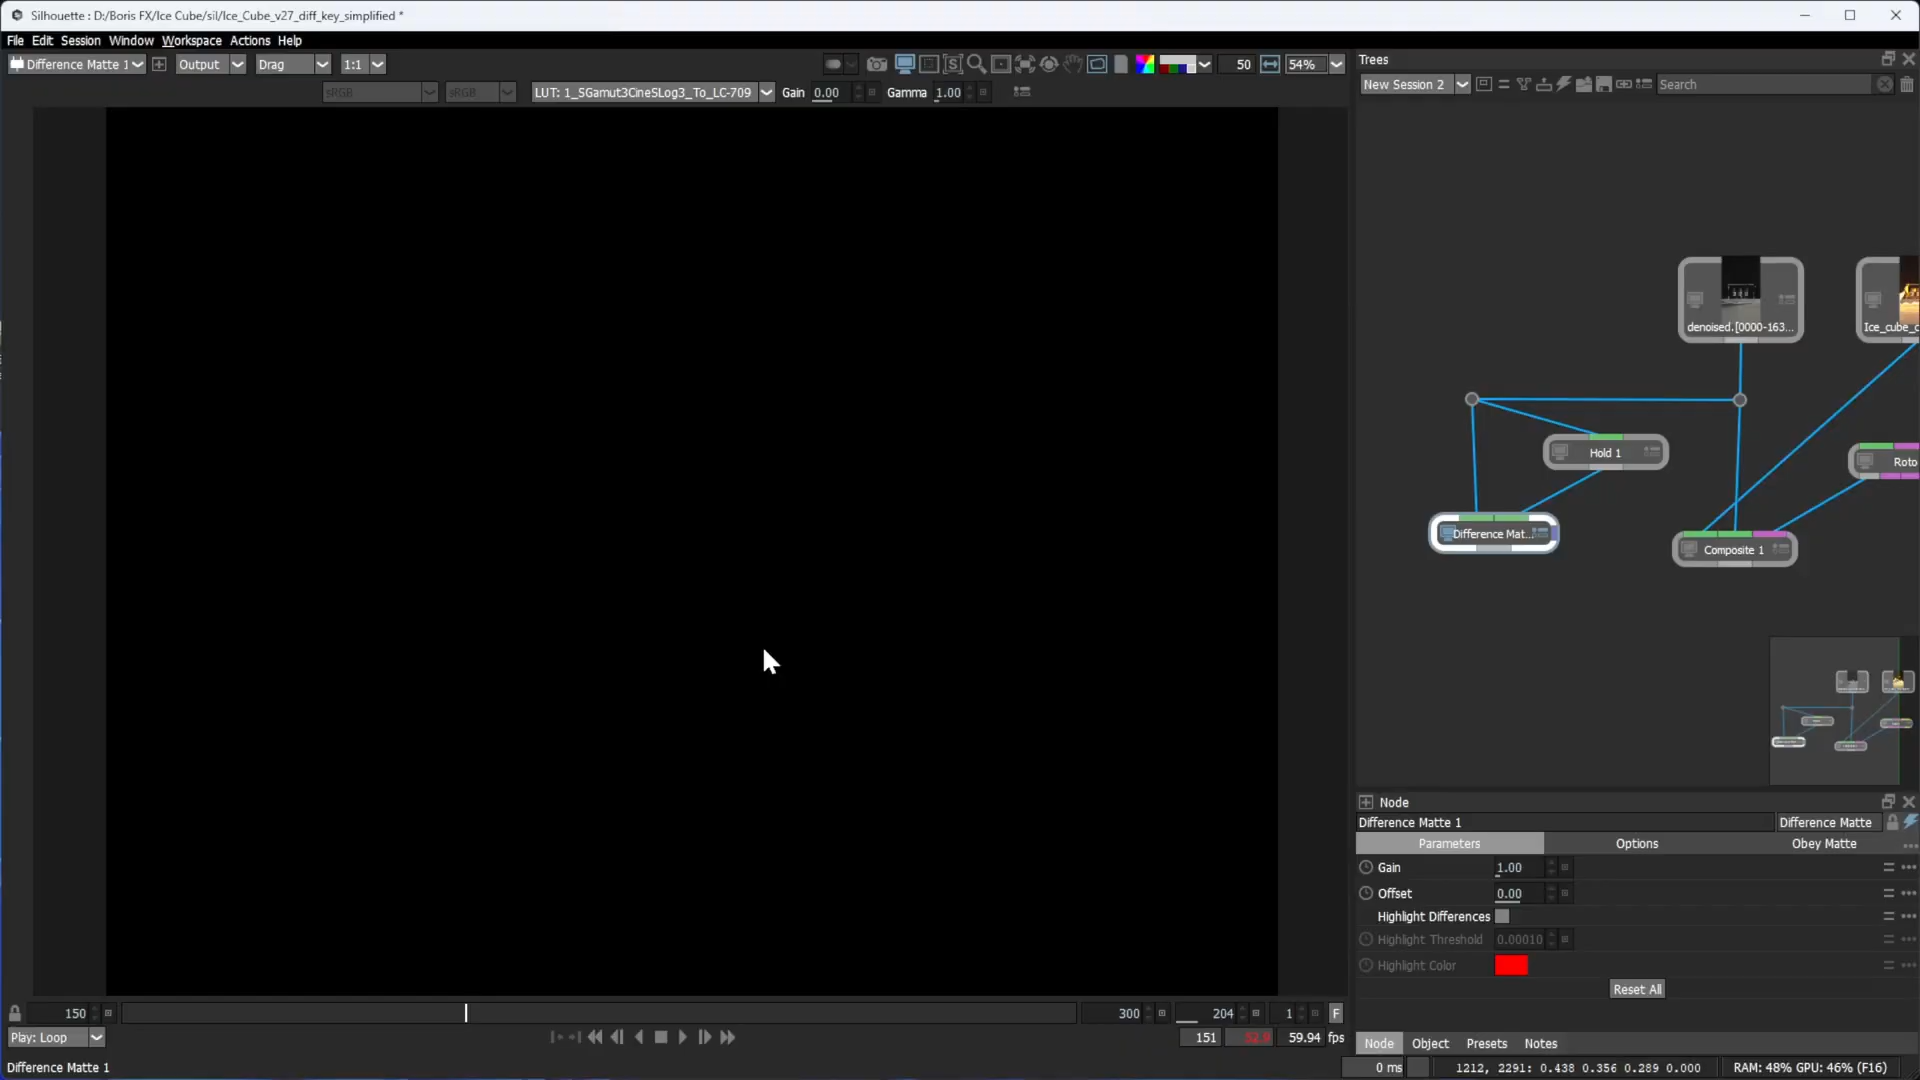 Silhouette : D:/Boris FX/Ice Cube/sil/Ice_Cube_v27_diff_key_simplified *
File Edit Session Window Workspace Actions Help
Difference Matte 1 Output Drag 1:1 50 54%
sRGB sRGB LUT: 1_SGamut3CineSLog3_To_LC-709 Gain 0.00 Gamma 1.00
Trees
New Session 2 Search
denoised.[0000-163... Ice_cube_c
Hold 1
Roto
Difference Mat...
Composite 1
Node
Difference Matte 1 Difference Matte
Parameters Options Obey Matte
Gain 1.00
Offset 0.00
Highlight Differences
Highlight Threshold 0.00010
Highlight Color
Reset All
150 300 204 1 F
Play: Loop 151 52.9 59.94 fps
Node Object Presets Notes
Difference Matte 1 0 ms 1212, 2291: 0.438 0.356 0.289 0.000 RAM: 48% GPU: 46% (F16)